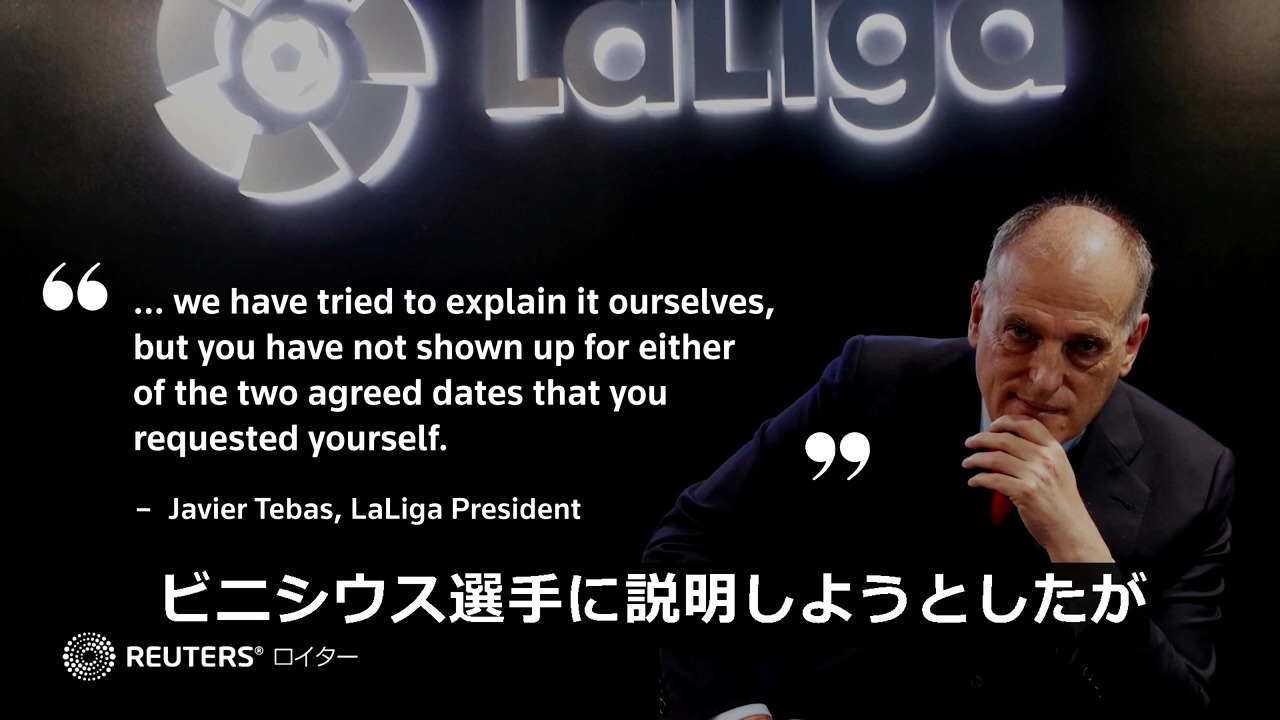 LaLiga
“
… we have tried to explain it ourselves,
but you have not shown up for either
of the two agreed dates that you
requested yourself.
”
– Javier Tebas, LaLiga President
ビニシウス選手に説明しようとしたが
REUTERS® ロイター